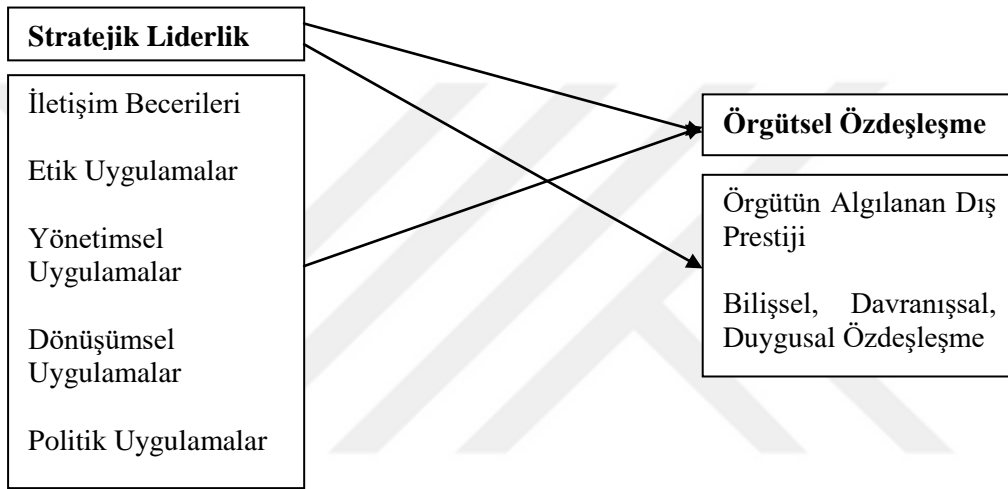 Stratejik Liderlik
İletişim Becerileri
Etik Uygulamalar
Yönetimsel
Uygulamalar
Dönüşümsel
Uygulamalar
Politik Uygulamalar
Örgütsel Özdeşleşme
Örgütün Algılanan Dış
Prestiji
Bilişsel, Davranışsal,
Duygusal Özdeşleşme